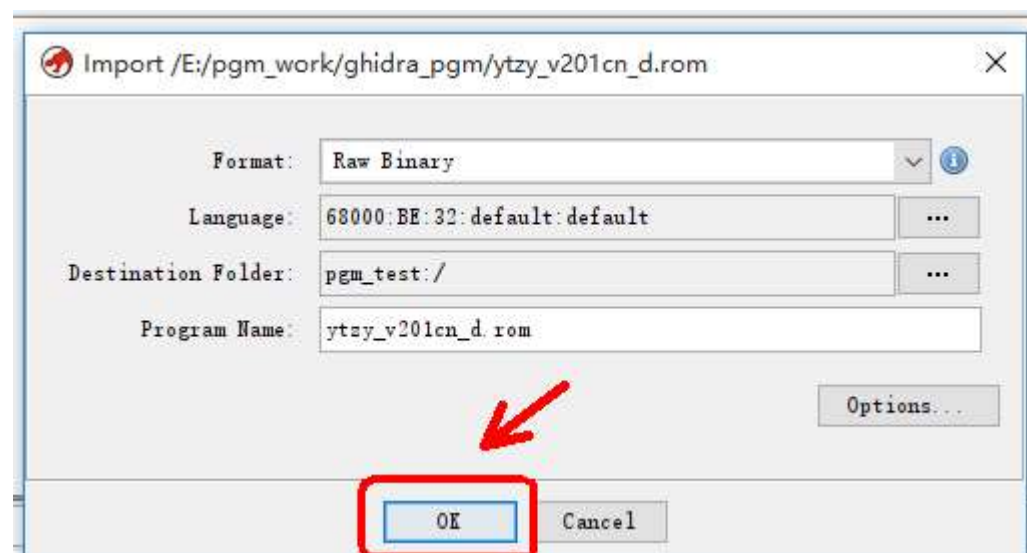 Import /E:/pgm_work/ghidra_pgm/ytzy_v201cn_d.rom
Format: Raw Binary
Language: 68000:BE:32:default:default ...
Destination Folder: pgm_test:/ ...
Program Name: ytzy_v201cn_d.rom
Options...
OK Cancel